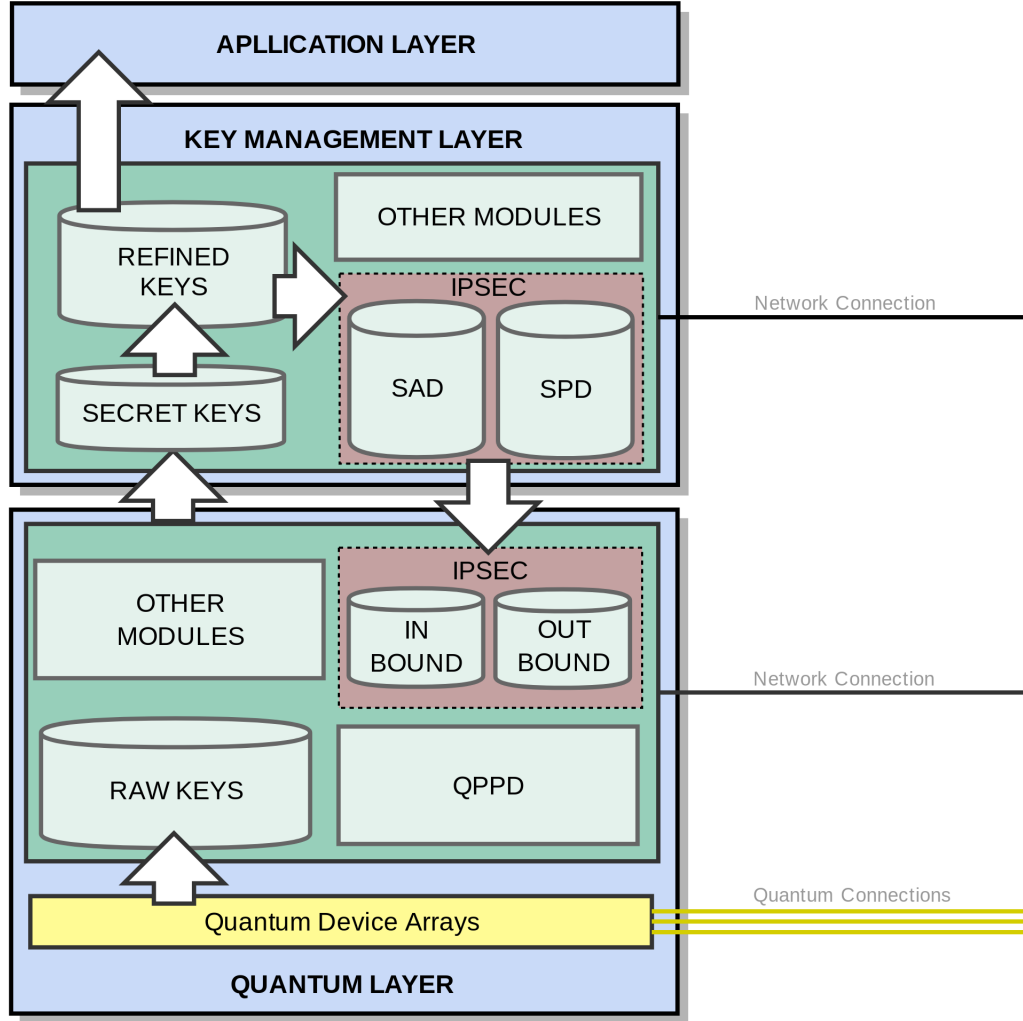 APLLICATION LAYER
KEY MANAGEMENT LAYER
REFINED
KEYS
OTHER MODULES
IPSEC
SAD
SPD
SECRET KEYS
Network Connection
OTHER
MODULES
IPSEC
IN
BOUND
OUT
BOUND
Network Connection
RAW KEYS
QPPD
Quantum Connections
Quantum Device Arrays
QUANTUM LAYER